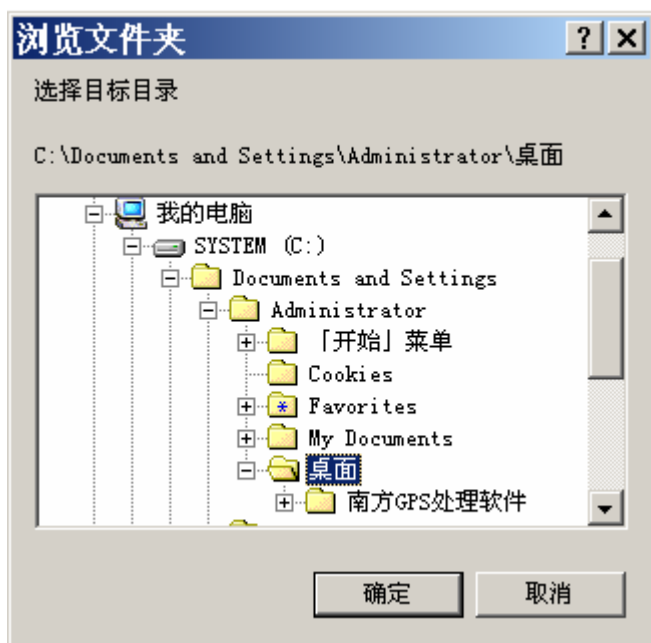 浏览文件夹
选择目标目录
C:\Documents and Settings\Administrator\桌面
我的电脑
SYSTEM (C:)
Documents and Settings
Administrator
「开始」菜单
Cookies
Favorites
My Documents
桌面
南方GPS处理软件
确定 取消